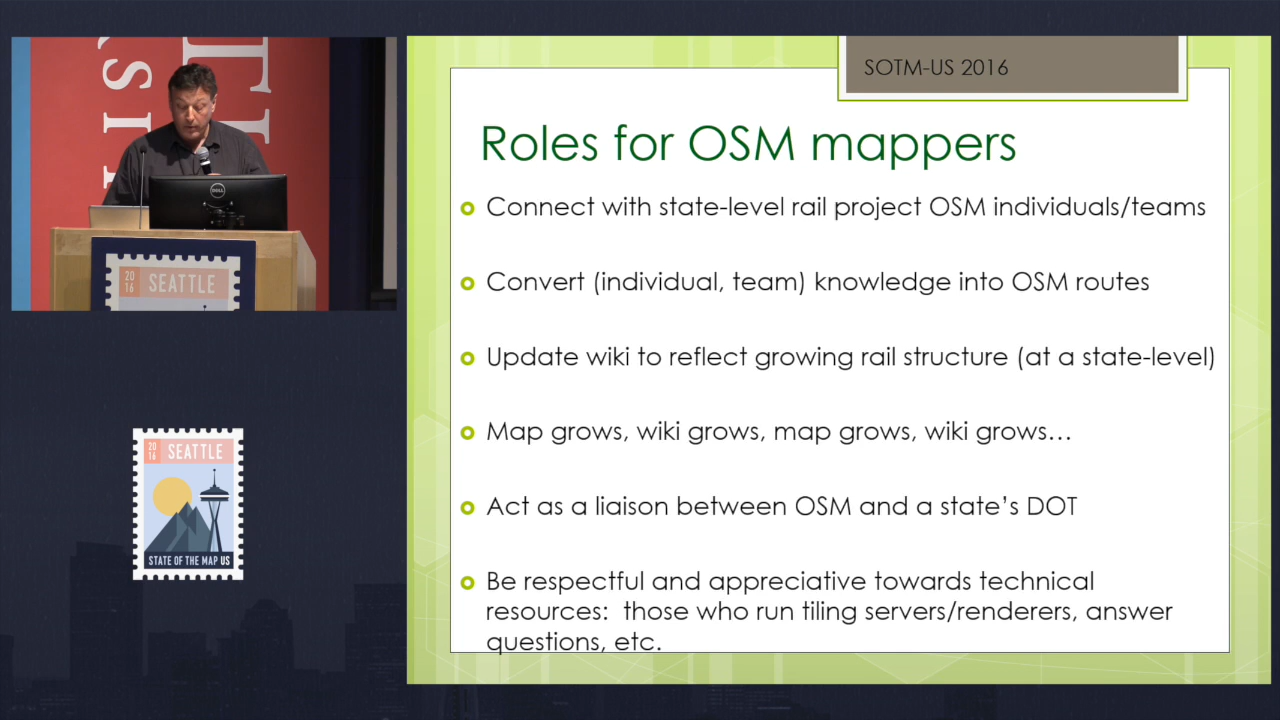 SOTM-US 2016
Roles for OSM mappers
Connect with state-level rail project OSM individuals/teams
Convert (individual, team) knowledge into OSM routes
Update wiki to reflect growing rail structure (at a state-level)
Map grows, wiki grows, map grows, wiki grows…
Act as a liaison between OSM and a state’s DOT
Be respectful and appreciative towards technical
resources:  those who run tiling servers/renderers, answer
questions, etc.
DELL
20
16
SEATTLE
20
16
SEATTLE
STATE OF THE MAP US